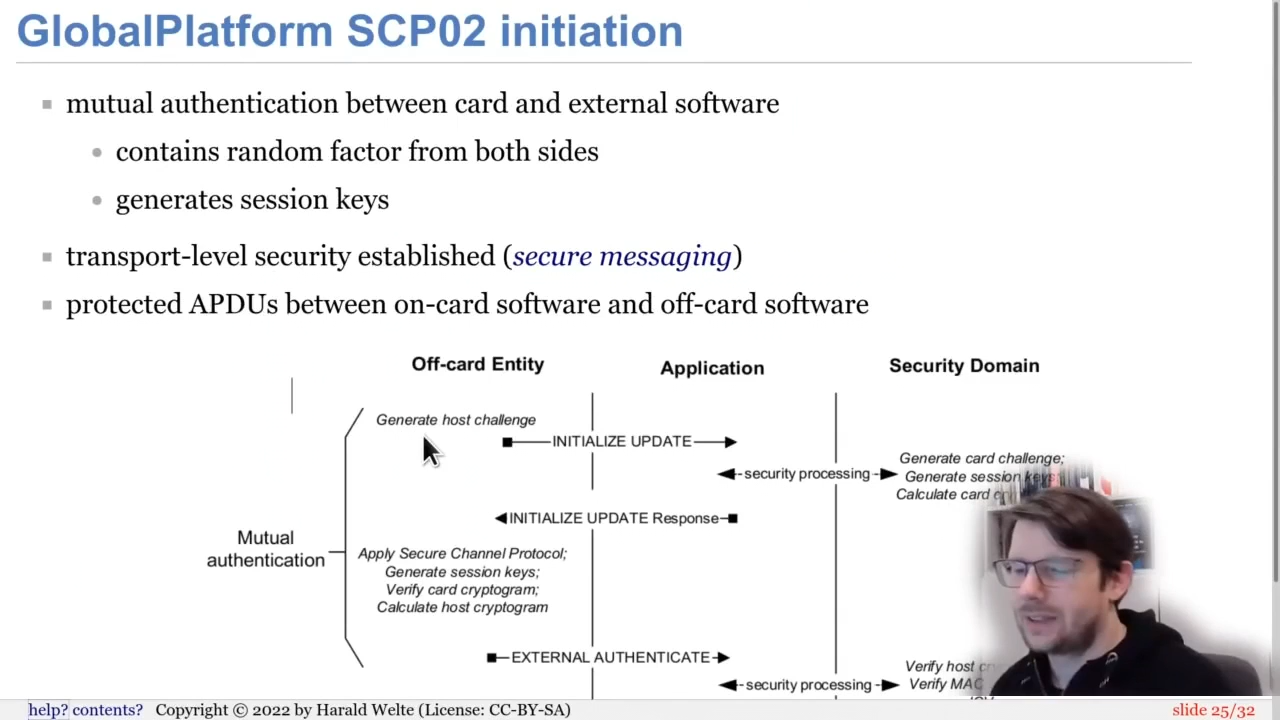 GlobalPlatform SCP02 initiation
mutual authentication between card and external software
contains random factor from both sides
generates session keys
transport-level security established (secure messaging)
protected APDUs between on-card software and off-card software
Off-card Entity
Application
Security Domain
Generate host challenge
INITIALIZE UPDATE
Generate card challenge;
security processing
Generate session keys;
Calculate card
INITIALIZE UPDATE Response
Mutual
authentication
Apply Secure Channel Protocol;
Generate session keys;
Verify card cryptogram;
Calculate host cryptogram
EXTERNAL AUTHENTICATE
Verify host
security processing
Verify MAC
help? contents? Copyright © 2022 by Harald Welte (License: CC-BY-SA)
slide 25/32